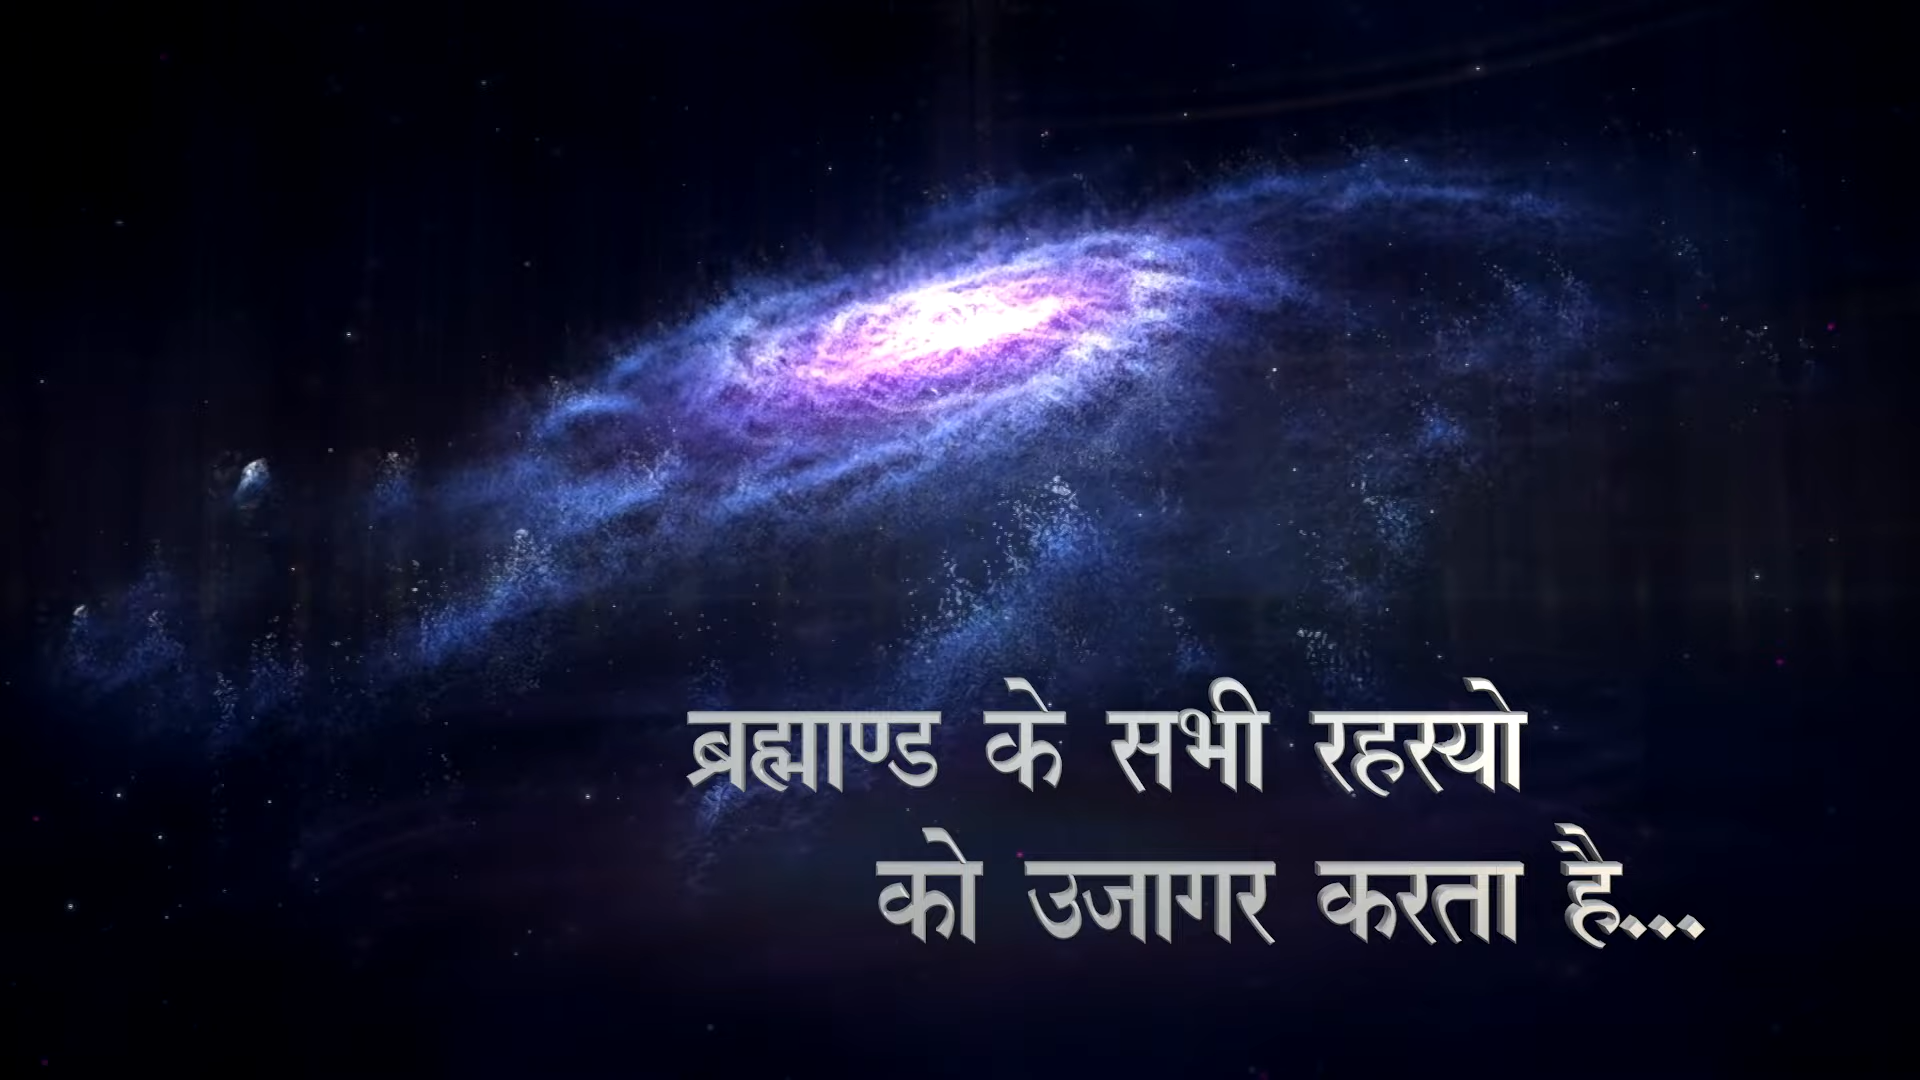 ब्रह्माण्ड के सभी रहस्यो
को उजागर करता है...